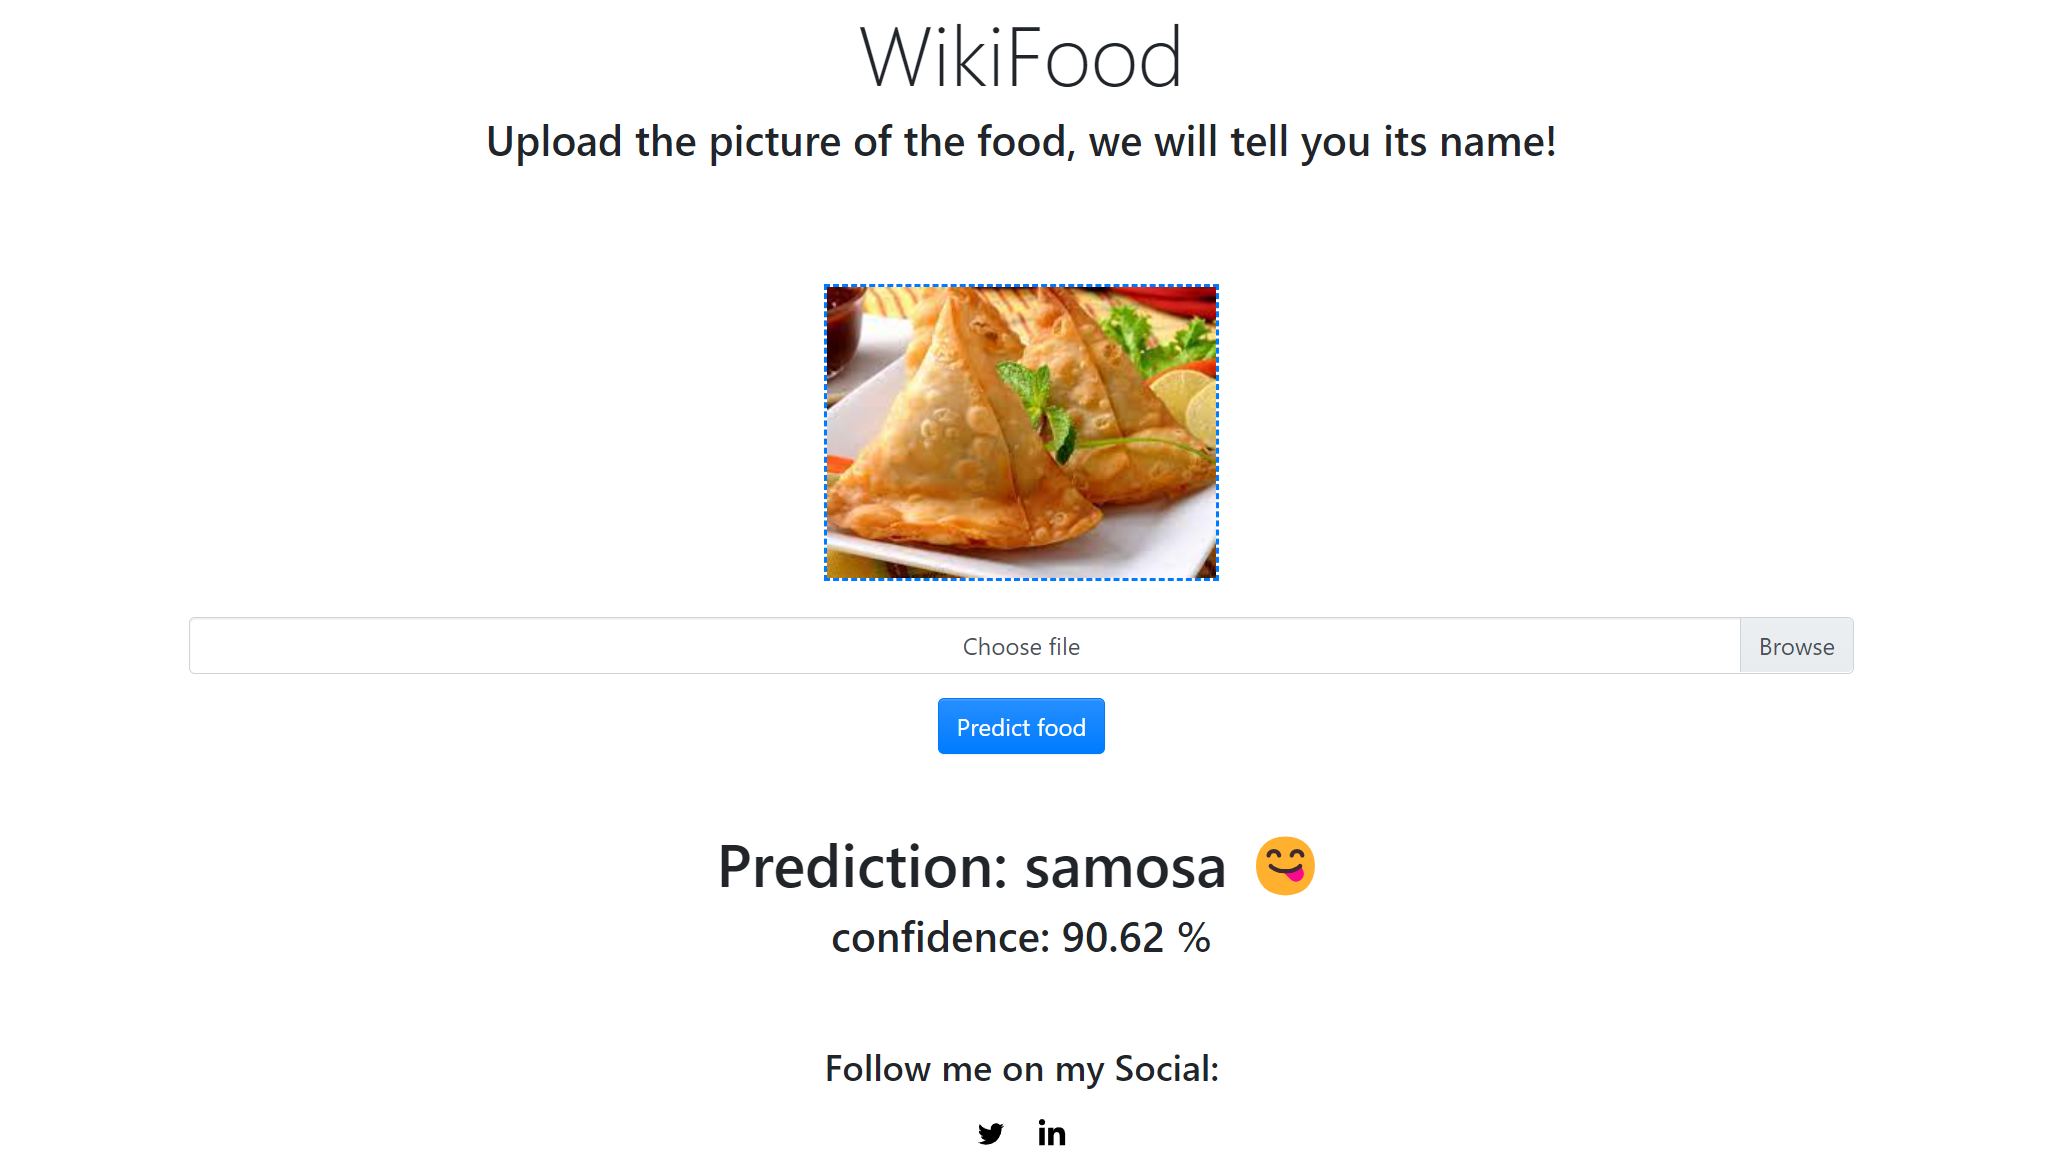 WikiFood
Upload the picture of the food, we will tell you its name!
Choose file
Browse
Predict food
Prediction: samosa 😋
confidence: 90.62 %
Follow me on my Social: